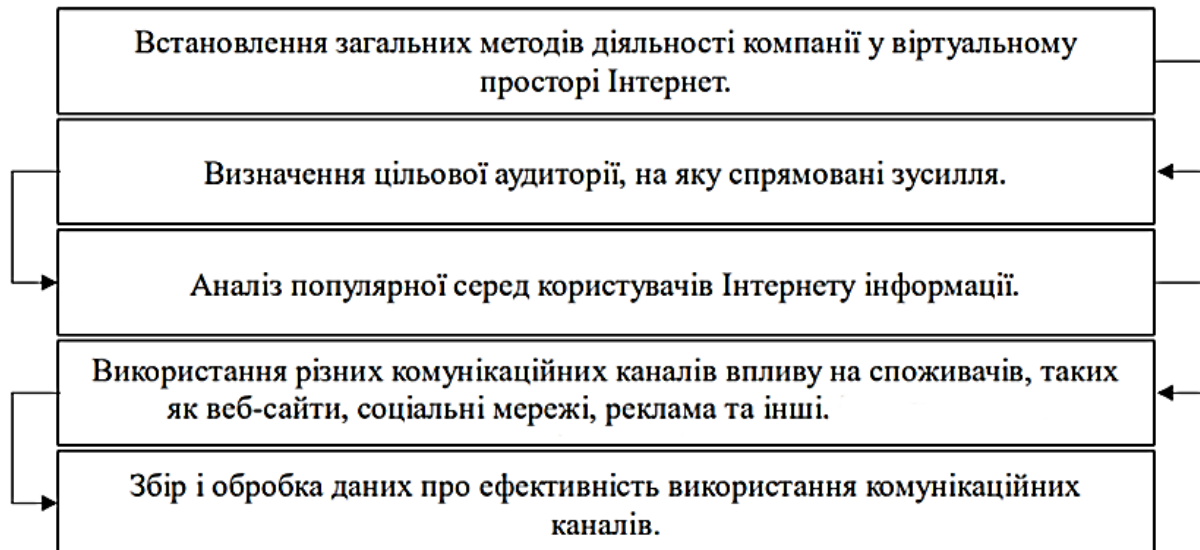 Встановлення загальних методів діяльності компанії у віртуальному
просторі Інтернет.
Визначення цільової аудиторії, на яку спрямовані зусилля.
Аналіз популярної серед користувачів Інтернету інформації.
Використання різних комунікаційних каналів впливу на споживачів, таких
як веб-сайти, соціальні мережі, реклама та інші.
Збір і обробка даних про ефективність використання комунікаційних
каналів.